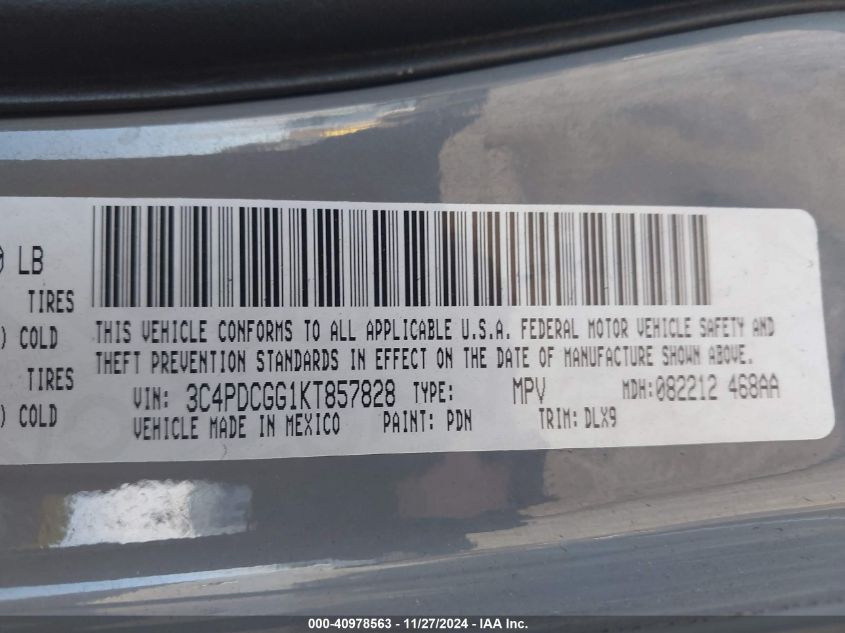 ) LB
TIRES
) COLD
TIRES
) COLD
THIS VEHICLE CONFORMS TO ALL APPLICABLE U.S.A. FEDERAL MOTOR VEHICLE SAFETY AND
THEFT PREVENTION STANDARDS IN EFFECT ON THE DATE OF MANUFACTURE SHOWN ABOVE.
VIN: 3C4PDCGG1KT857828 TYPE: MPV MDH:082212 468AA
VEHICLE MADE IN MEXICO PAINT: PDN TRIM: DLX9
000-40978563 - 11/27/2024 - IAA Inc.